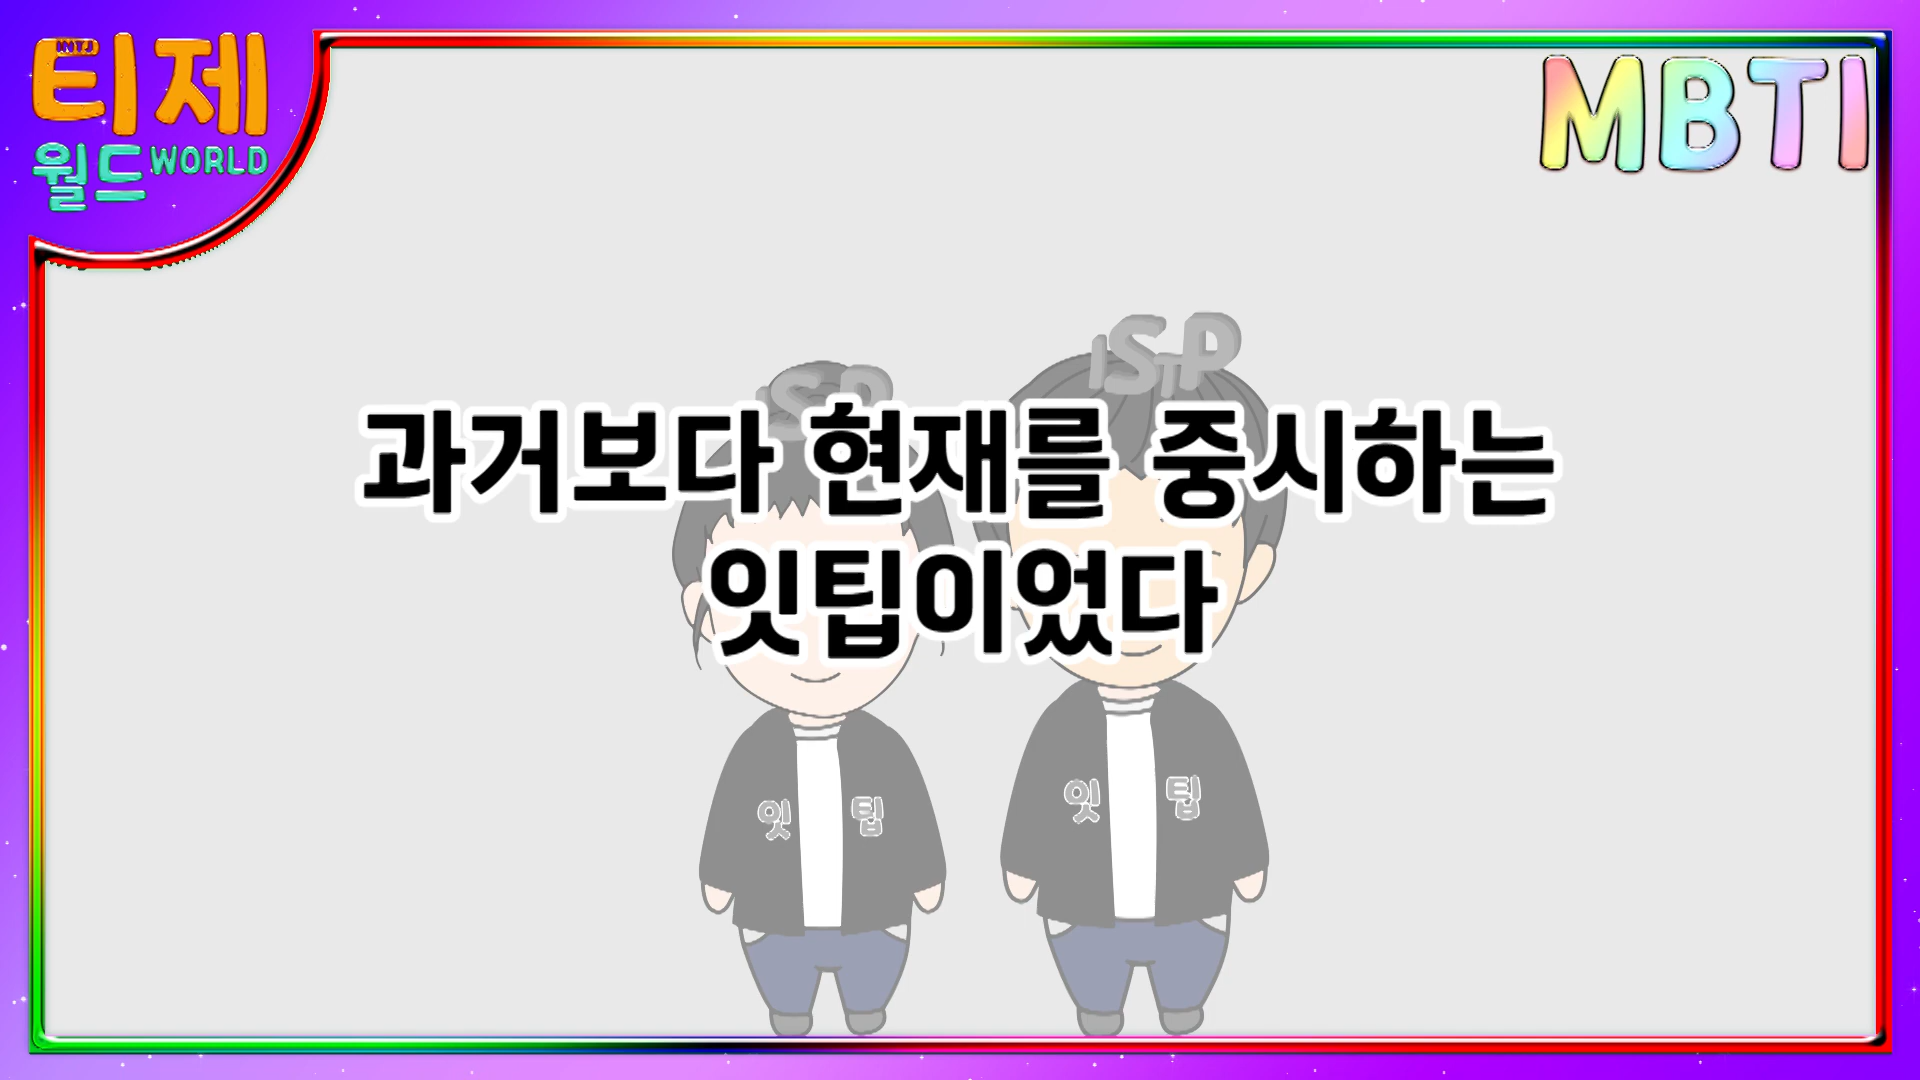 INTJ
티제
월드 WORLD
MBTI
ISTP
과거보다 현재를 중시하는
잇팁이었다
잇 팁
잇 팁